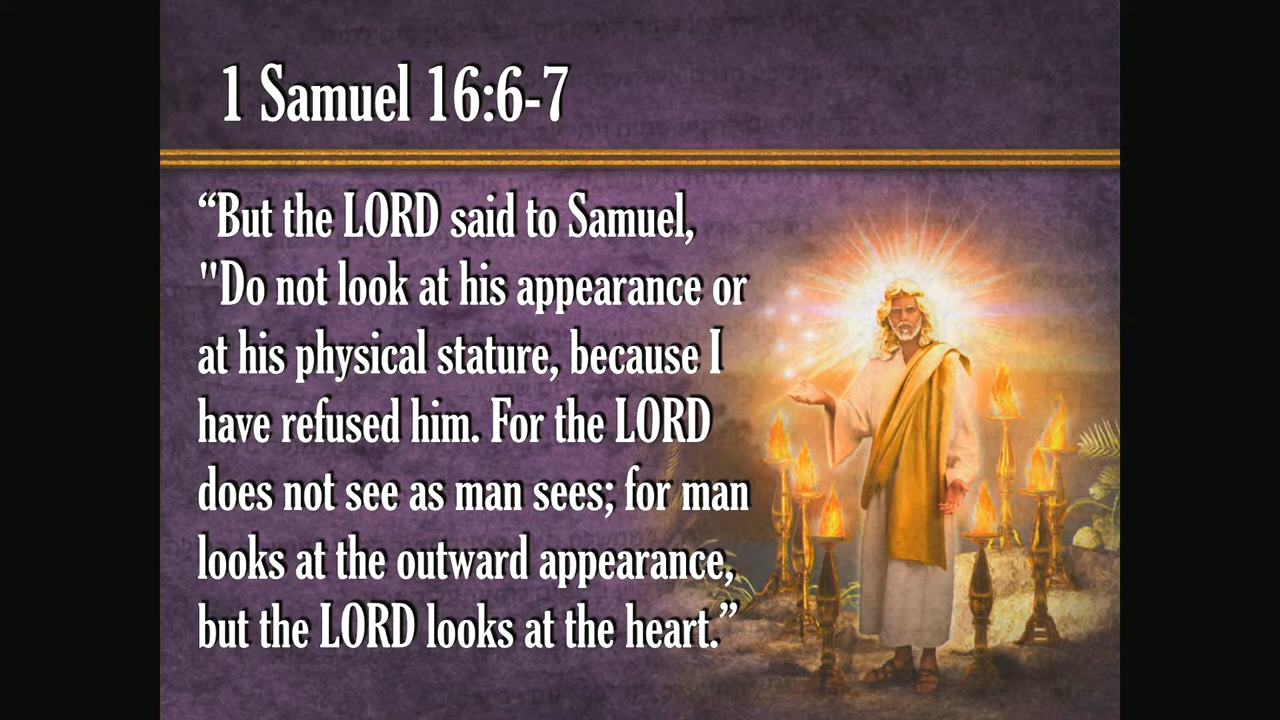 1 Samuel 16:6-7
“But the LORD said to Samuel,
"Do not look at his appearance or
at his physical stature, because I
have refused him. For the LORD
does not see as man sees; for man
looks at the outward appearance,
but the LORD looks at the heart.”